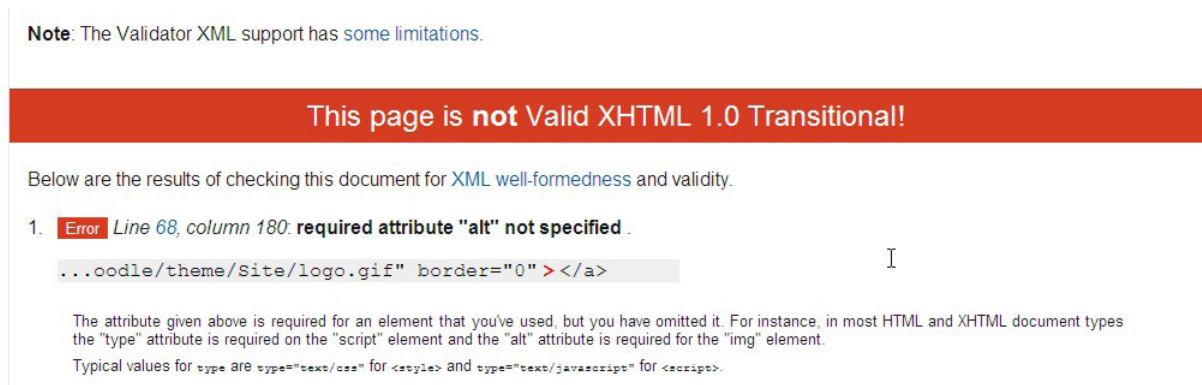 Note: The Validator XML support has some limitations.
This page is not Valid XHTML 1.0 Transitional!
Below are the results of checking this document for XML well-formedness and validity.
1. Error Line 68, column 180: required attribute "alt" not specified .
...oodle/theme/Site/logo.gif" border="0"></a>
The attribute given above is required for an element that you've used, but you have omitted it. For instance, in most HTML and XHTML document types
the "type" attribute is required on the "script" element and the "alt" attribute is required for the "img" element.
Typical values for type are type="text/css" for <style> and type="text/javascript" for <script>.